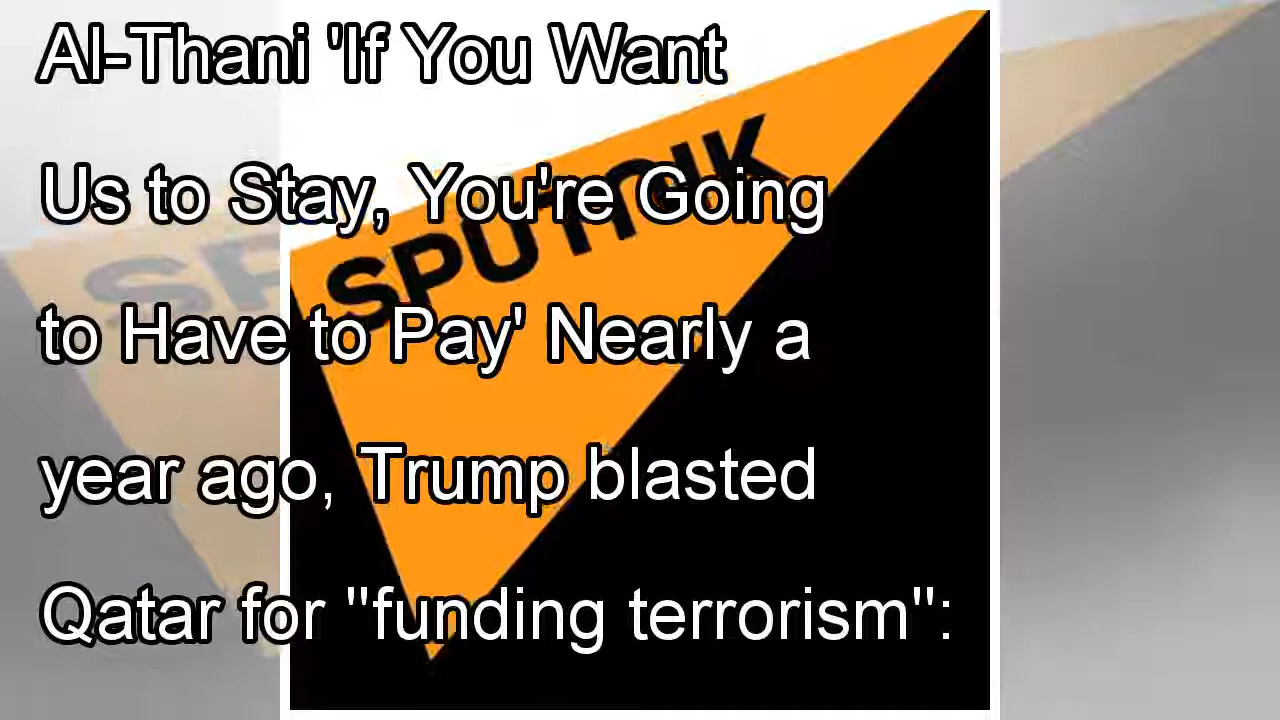 Al-Thani 'If You Want
Us to Stay, You're Going
to Have to Pay' Nearly a
year ago, Trump blasted
Qatar for "funding terrorism":
SPUTNIK
SP